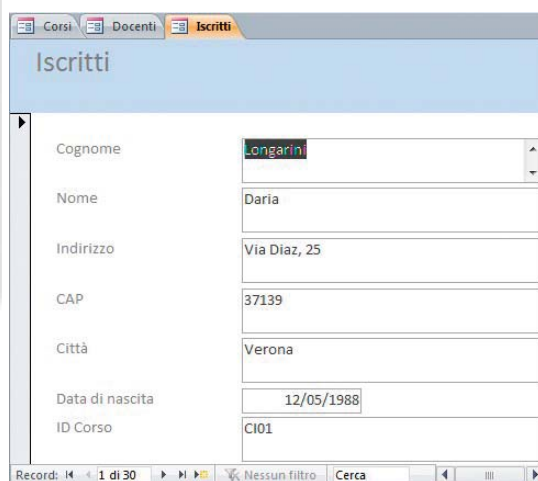 Corsi Docenti Iscritti
Iscritti
Cognome Longarini
Nome Daria
Indirizzo Via Diaz, 25
CAP 37139
Città Verona
Data di nascita 12/05/1988
ID Corso CI01
Record: 1 di 30 Nessun filtro Cerca